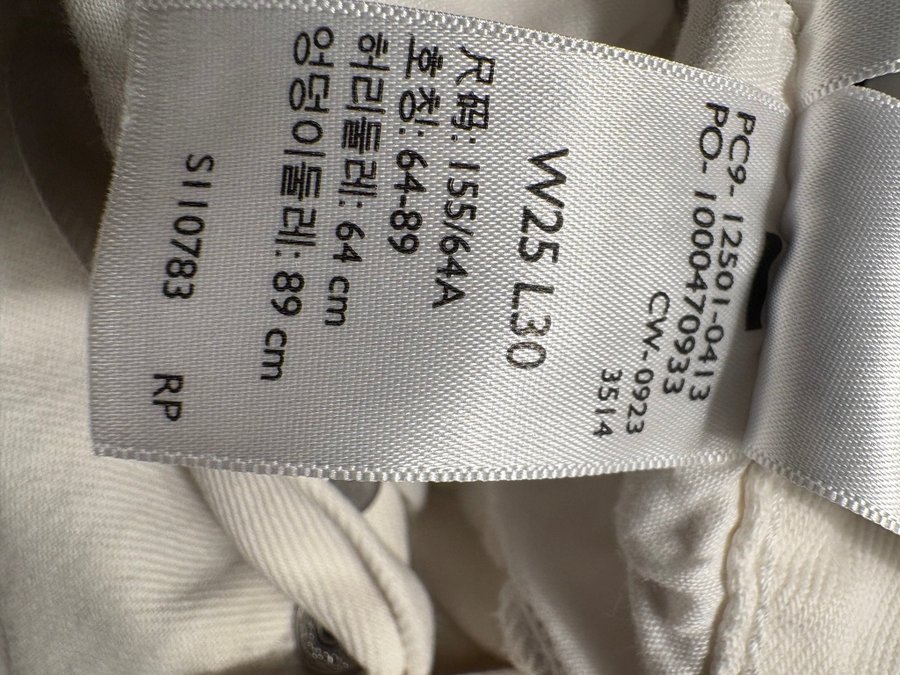 PC9- 12501-0413
PO- 1000470933
CW-0923
3514
W25 L30
尺码: 155/64A
호칭: 64-89
허리둘레: 64 cm
엉덩이둘레: 89 cm
S110783 RP